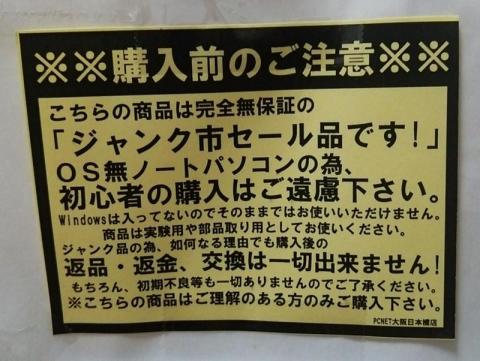 ※※購入前のご注意※※
こちらの商品は完全無保証の
「ジャンク市セール品です!」
OS無ノートパソコンの為、
初心者の購入はご遠慮下さい。
Windowsは入ってないのでそのままではお使いいただけません。
商品は実験用や部品取り用としてお使いください。
ジャンク品の為、如何なる理由でも購入後の
返品・返金、交換は一切出来ません!
もちろん、初期不良等も一切ありませんのでご了承ください。
※こちらの商品はご理解のある方のみご購入下さい。
PCNET大阪日本橋店